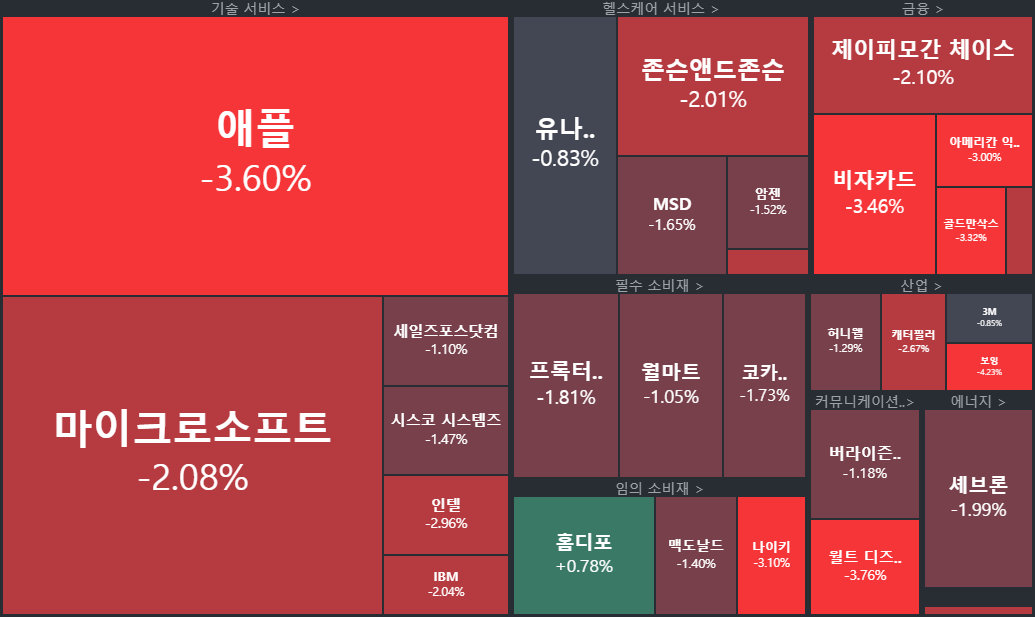 기술 서비스 >
애플
-3.60%
마이크로소프트
-2.08%
세일즈포스닷컴
-1.10%
시스코 시스템즈
-1.47%
인텔
-2.96%
IBM
-2.04%
헬스케어 서비스 >
유나..
-0.83%
존슨앤드존슨
-2.01%
MSD
-1.65%
암젠
-1.52%
금융 >
제이피모간 체이스
-2.10%
비자카드
-3.46%
아메리칸 익..
-3.00%
골드만삭스
-3.32%
필수 소비재 >
프록터..
-1.81%
월마트
-1.05%
코카..
-1.73%
산업 >
허니웰
-1.29%
캐터필러
-2.67%
3M
-0.85%
보잉
-4.23%
임의 소비재 >
홈디포
+0.78%
맥도날드
-1.40%
나이키
-3.10%
커뮤니케이션..>
버라이즌..
-1.18%
월트 디즈..
-3.76%
에너지 >
셰브론
-1.99%